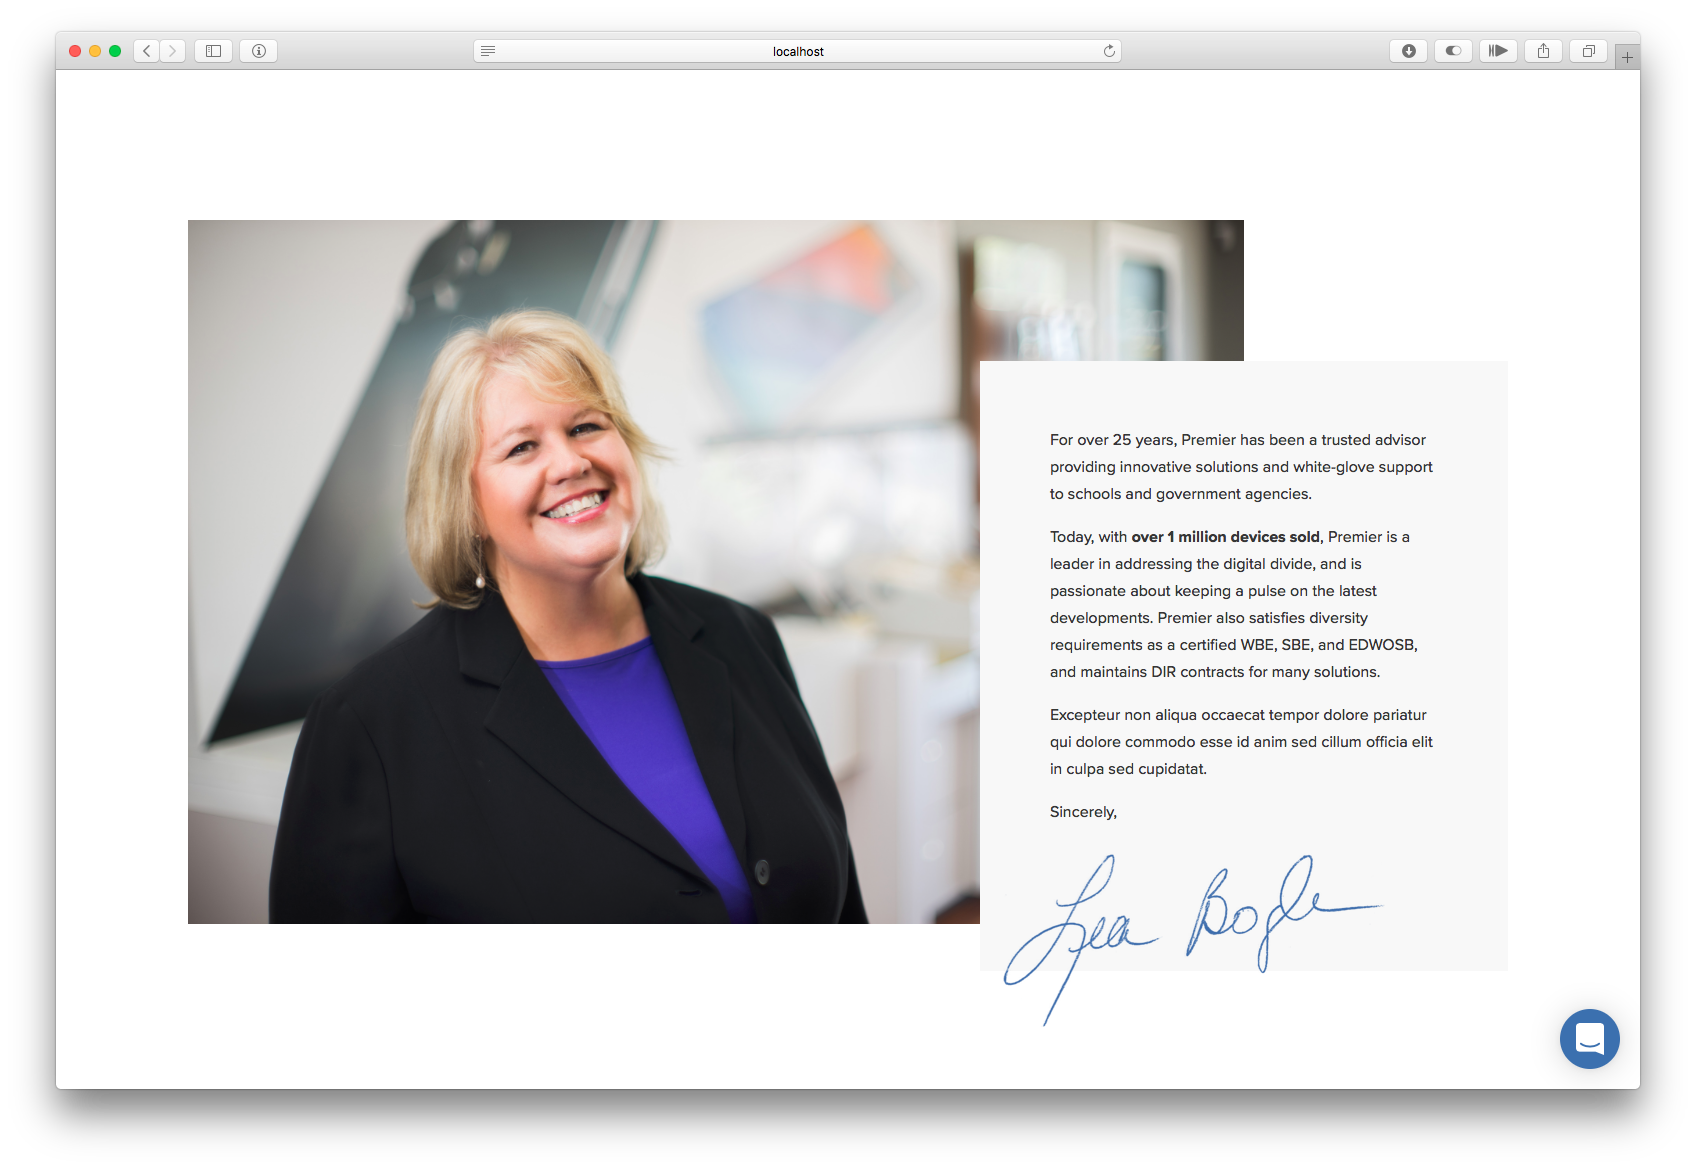 localhost
For over 25 years, Premier has been a trusted advisor
providing innovative solutions and white-glove support
to schools and government agencies.
Today, with over 1 million devices sold, Premier is a
leader in addressing the digital divide, and is
passionate about keeping a pulse on the latest
developments. Premier also satisfies diversity
requirements as a certified WBE, SBE, and EDWOSB,
and maintains DIR contracts for many solutions.
Excepteur non aliqua occaecat tempor dolore pariatur
qui dolore commodo esse id anim sed cillum officia elit
in culpa sed cupidatat.
Sincerely,
Lea Bogle